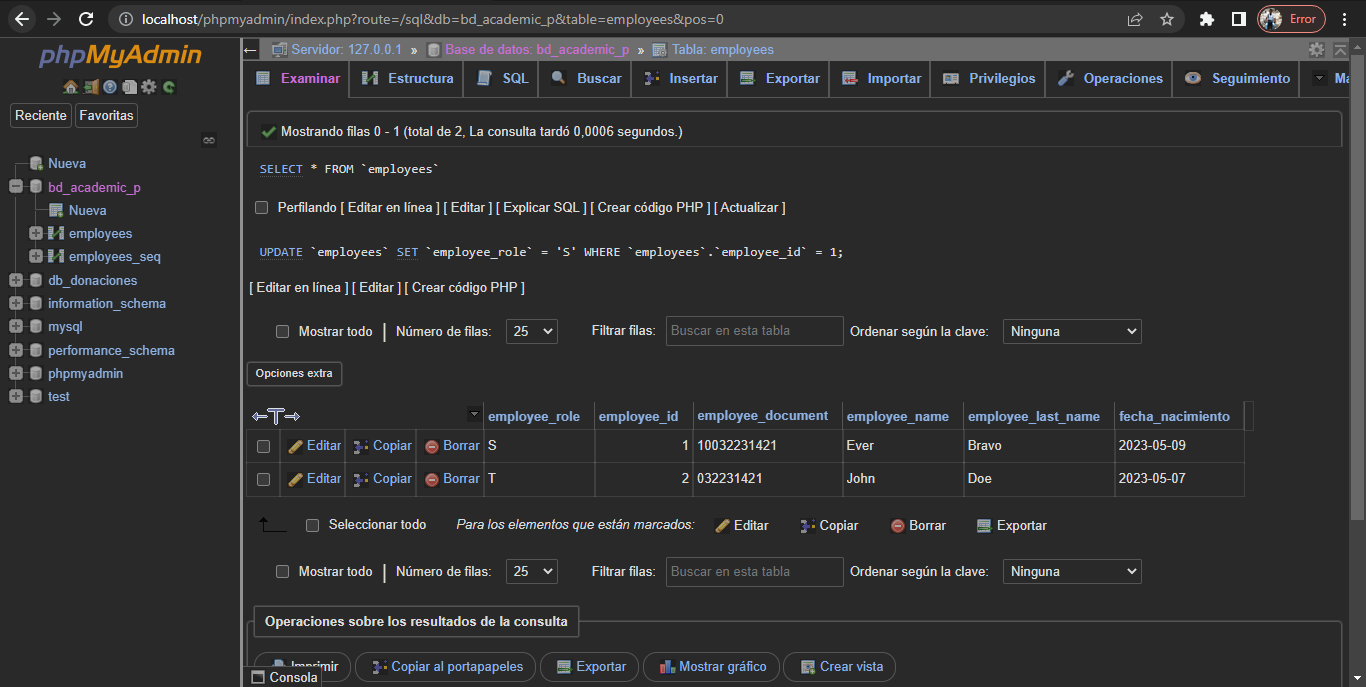 localhost/phpmyadmin/index.php?route=/sql&db=bd_academic_p&table=employees&pos=0
Error
phpMyAdmin
Reciente Favoritas
Nueva
bd_academic_p
Nueva
employees
employees_seq
db_donaciones
information_schema
mysql
performance_schema
phpmyadmin
test
Servidor: 127.0.0.1 » Base de datos: bd_academic_p » Tabla: employees
Examinar Estructura SQL Buscar Insertar Exportar Importar Privilegios Operaciones Seguimiento Ma
Mostrando filas 0 - 1 (total de 2, La consulta tardó 0,0006 segundos.)
SELECT * FROM `employees`
Perfilando [ Editar en línea ] [ Editar ] [ Explicar SQL ] [ Crear código PHP ] [ Actualizar ]
UPDATE `employees` SET `employee_role` = 'S' WHERE `employees`.`employee_id` = 1;
[ Editar en línea ] [ Editar ] [ Crear código PHP ]
Mostrar todo | Número de filas: 25 Filtrar filas: Buscar en esta tabla Ordenar según la clave: Ninguna
Opciones extra
employee_role employee_id employee_document employee_name employee_last_name fecha_nacimiento
Editar Copiar Borrar S 1 10032231421 Ever Bravo 2023-05-09
Editar Copiar Borrar T 2 032231421 John Doe 2023-05-07
Seleccionar todo Para los elementos que están marcados: Editar Copiar Borrar Exportar
Mostrar todo | Número de filas: 25 Filtrar filas: Buscar en esta tabla Ordenar según la clave: Ninguna
Operaciones sobre los resultados de la consulta
Imprimir Copiar al portapapeles Exportar Mostrar gráfico Crear vista
Consola